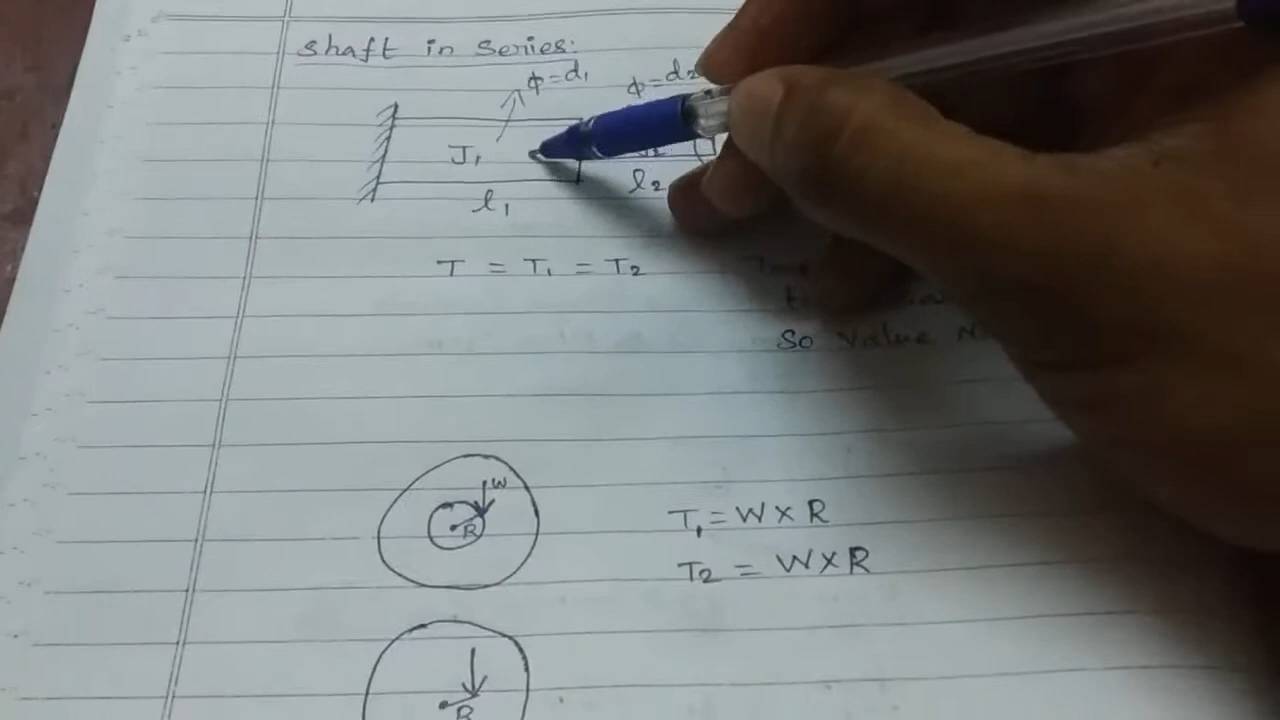 Shaft in Series:
ϕ=d1 ϕ=d2
J1
l1 l2
T = T1 = T2
So Value
W
R
T1 = W X R
T2 = W X R
R